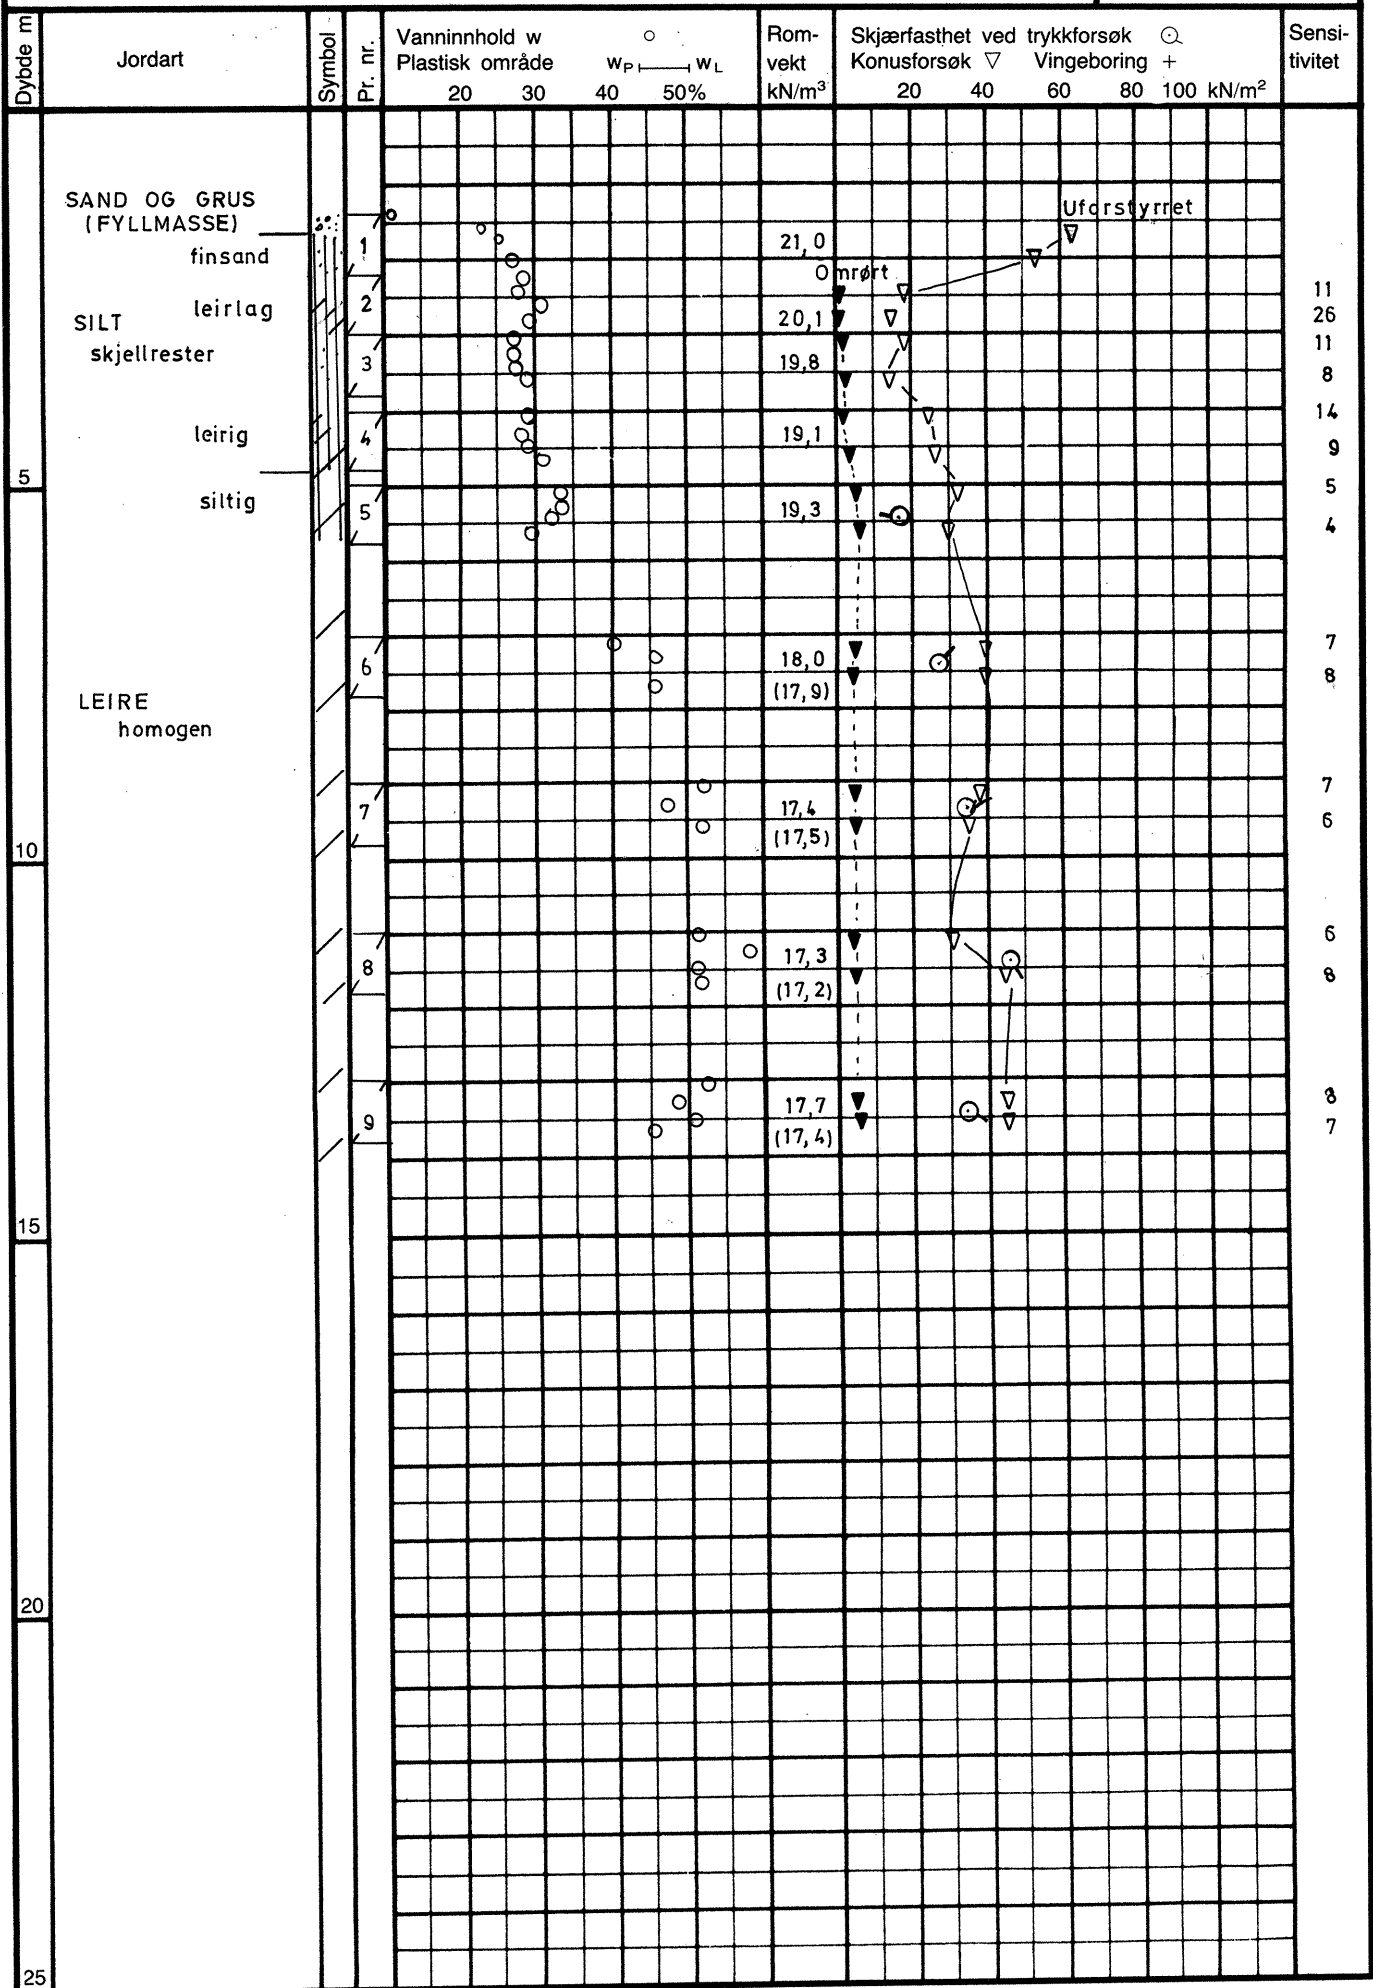 Dybde m
Jordart
Symbol
Pr. nr.
Vanninnhold w
Plastisk område wP wL
20 30 40 50%
Rom-
vekt
kN/m³
Skjærfasthet ved trykkforsøk
Konusforsøk ▽ Vingeboring +
20 40 60 80 100 kN/m²
Sensi-
tivitet
SAND OG GRUS
(FYLLMASSE)
Uforstyrret
finsand
1
21,0
Omrørt
11
leirlag
2
SILT
20,1
26
skjellrester
11
3
19,8
8
14
leirig
4
19,1
9
5
5
siltig
5
19,3
4
7
6
18,0
8
(17,9)
LEIRE
homogen
7
7
17,4
6
(17,5)
10
6
8
17,3
8
(17,2)
8
17,7
9
7
(17,4)
15
20
25